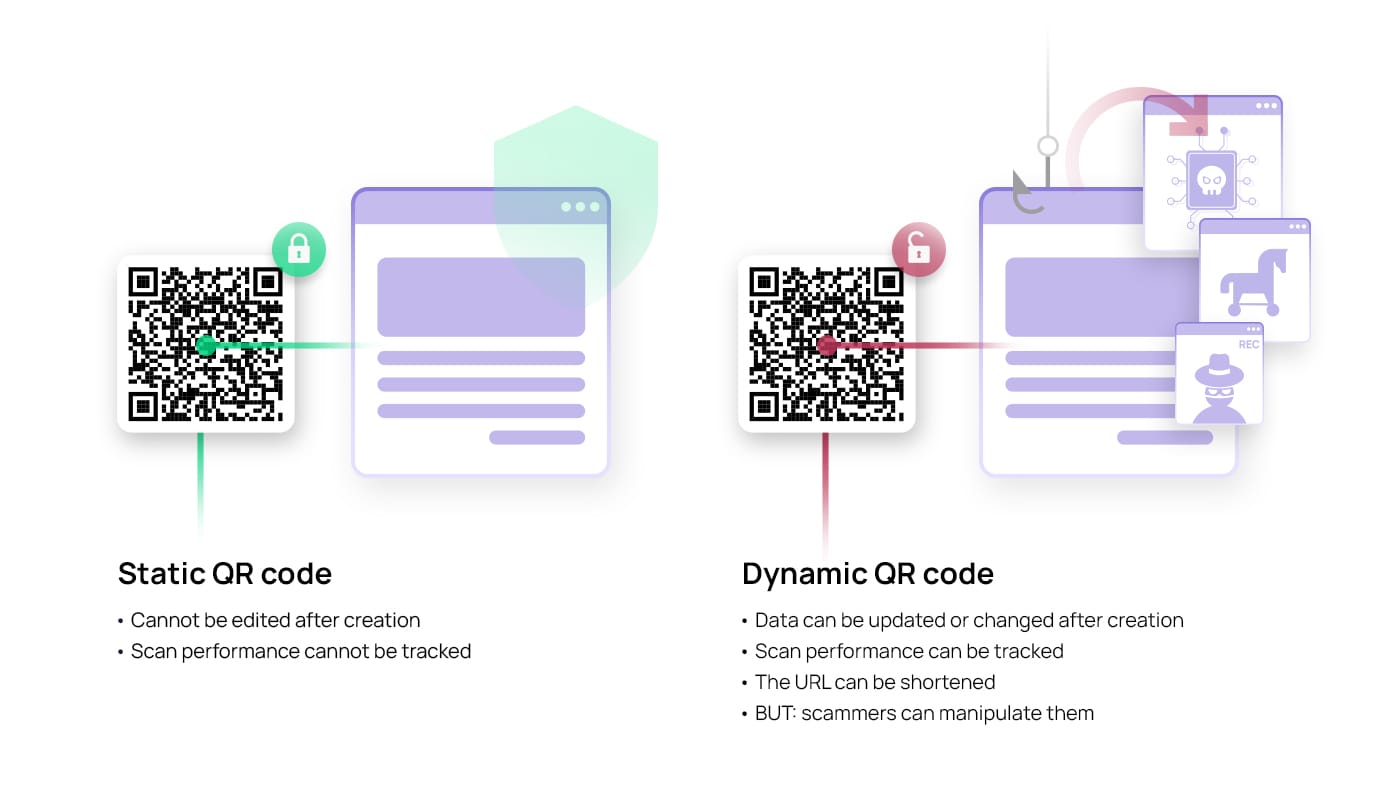 REC
Static QR code
• Cannot be edited after creation
• Scan performance cannot be tracked
Dynamic QR code
• Data can be updated or changed after creation
• Scan performance can be tracked
• The URL can be shortened
• BUT: scammers can manipulate them